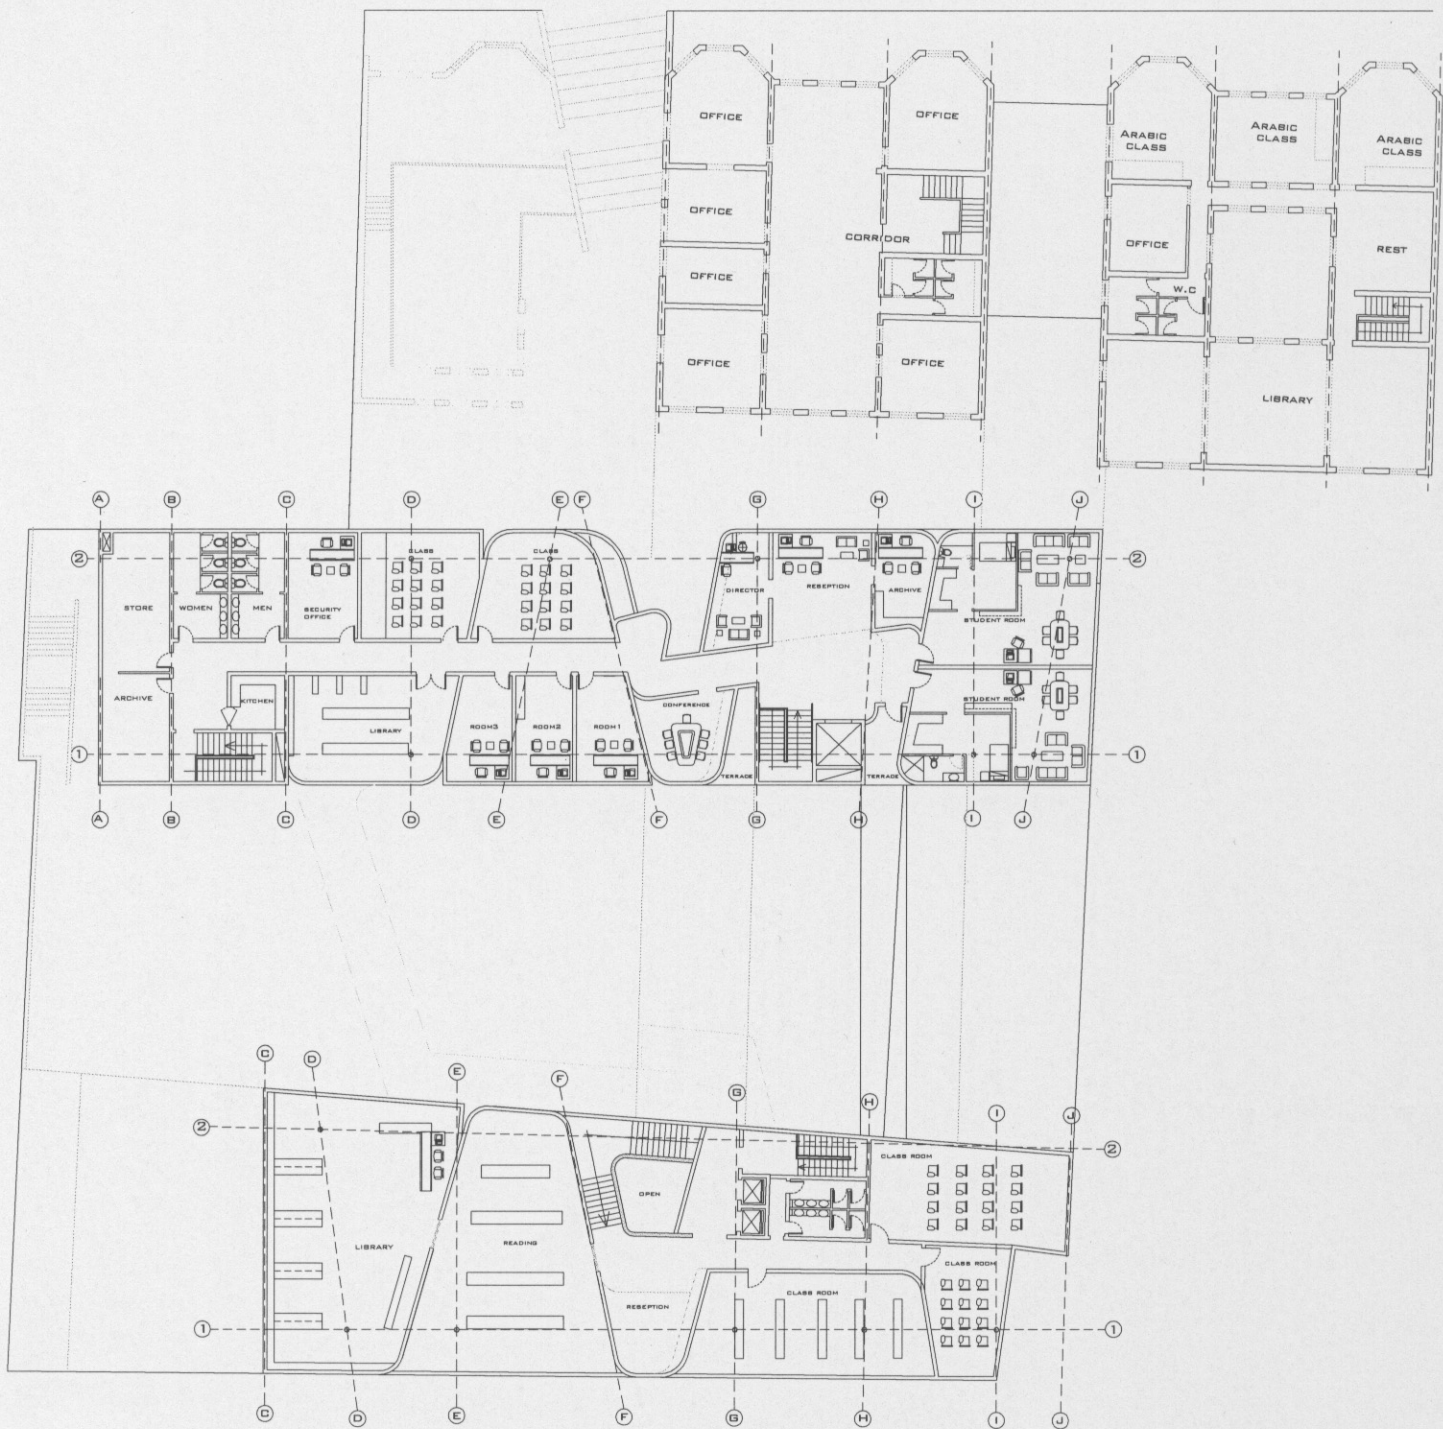 OFFICE
OFFICE
ARABIC
CLASS
ARABIC
CLASS
ARABIC
CLASS
OFFICE
CORRIDOR
OFFICE
REST
OFFICE
W.C
OFFICE
OFFICE
LIBRARY
A
B
C
D
E
F
G
H
I
J
2
CLASS
CLASS
2
STORE
WOMEN
MEN
SECURITY
OFFICE
DIRECTOR
RESEPTION
ARCHIVE
STUDENT ROOM
ARCHIVE
KITCHEN
LIBRARY
ROOM3
ROOM2
ROOM1
CONFERENCE
STUDENT ROOM
1
TERRACE
TERRACE
1
A
B
C
D
E
F
G
H
I
J
C
D
E
F
G
H
I
J
2
2
CLASS ROOM
OPEN
LIBRARY
READING
CLASS ROOM
RESEPTION
CLASS ROOM
1
1
C
D
E
F
G
H
I
J